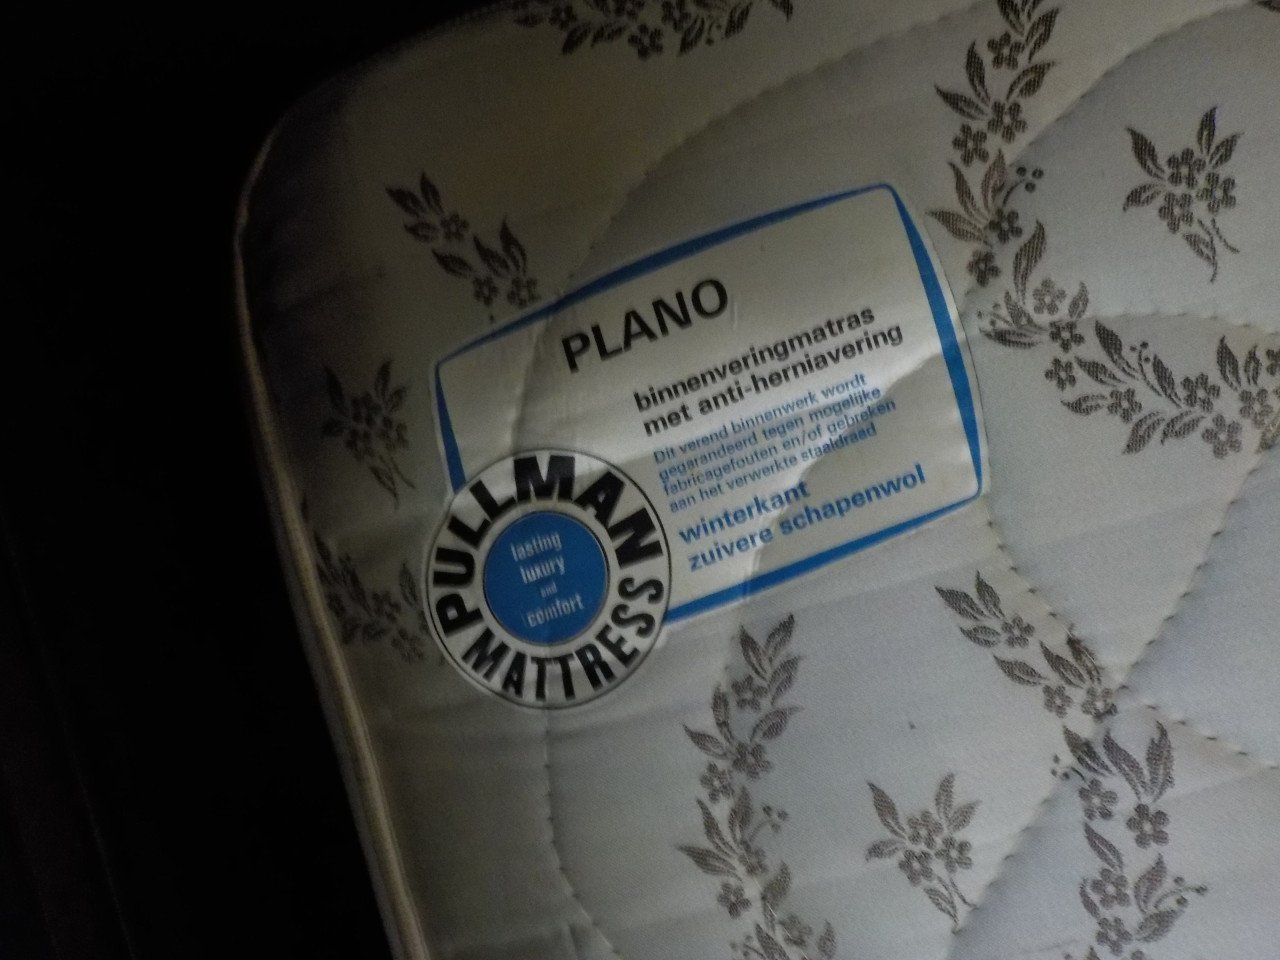 PLANO
binnenveringmatras
met anti-herniavering
Dit verend binnenwerk wordt
gegarandeerd tegen mogelijke
fabricagefouten en/of gebreken
aan het verwerkte staaldraad
winterkant
zuivere schapenwol
PULLMAN
lasting
luxury
and
comfort
MATTRESS